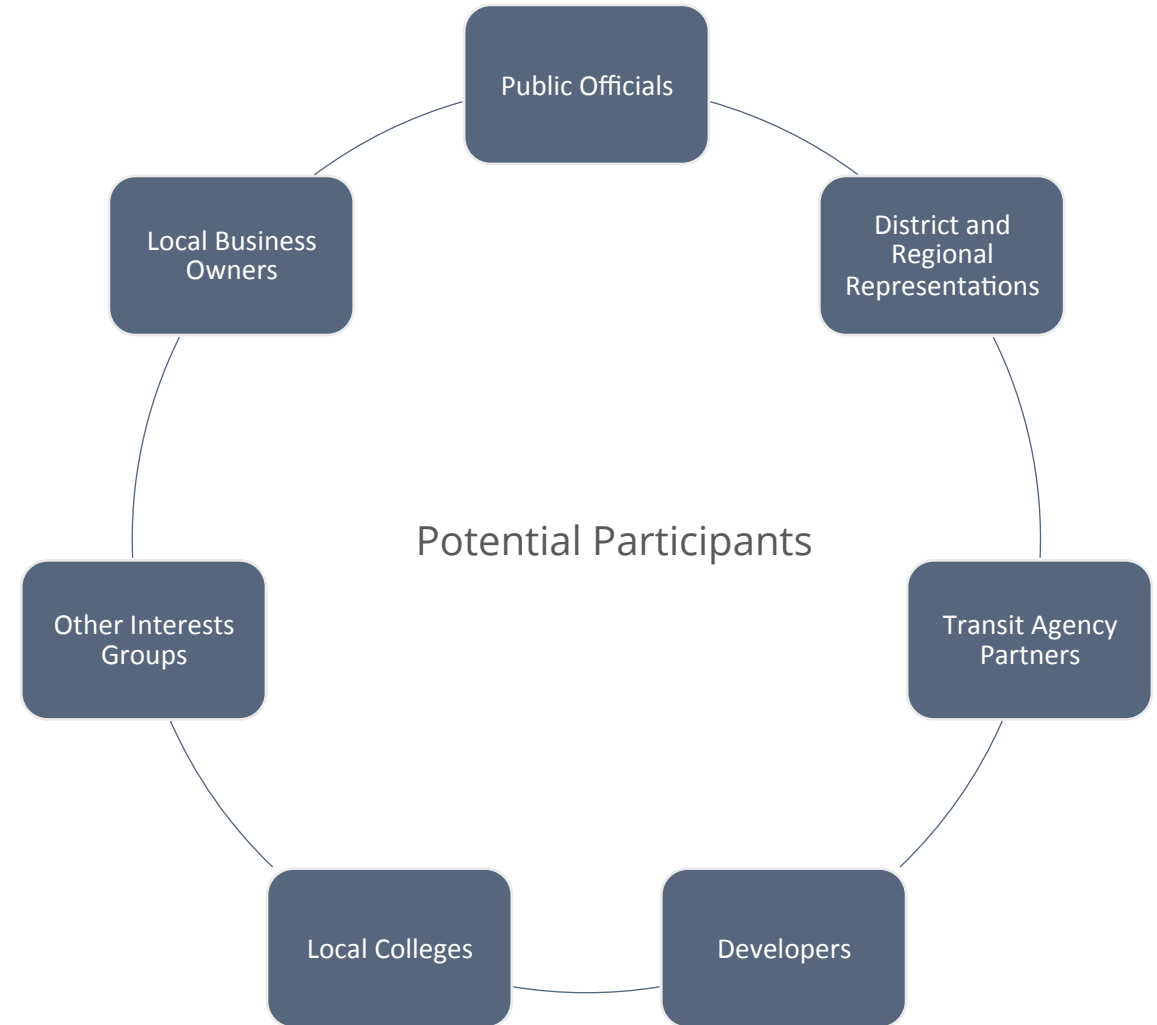 Public Officials
District and
Regional
Representations
Transit Agency
Partners
Developers
Local Colleges
Other Interests
Groups
Local Business
Owners
Potential Participants